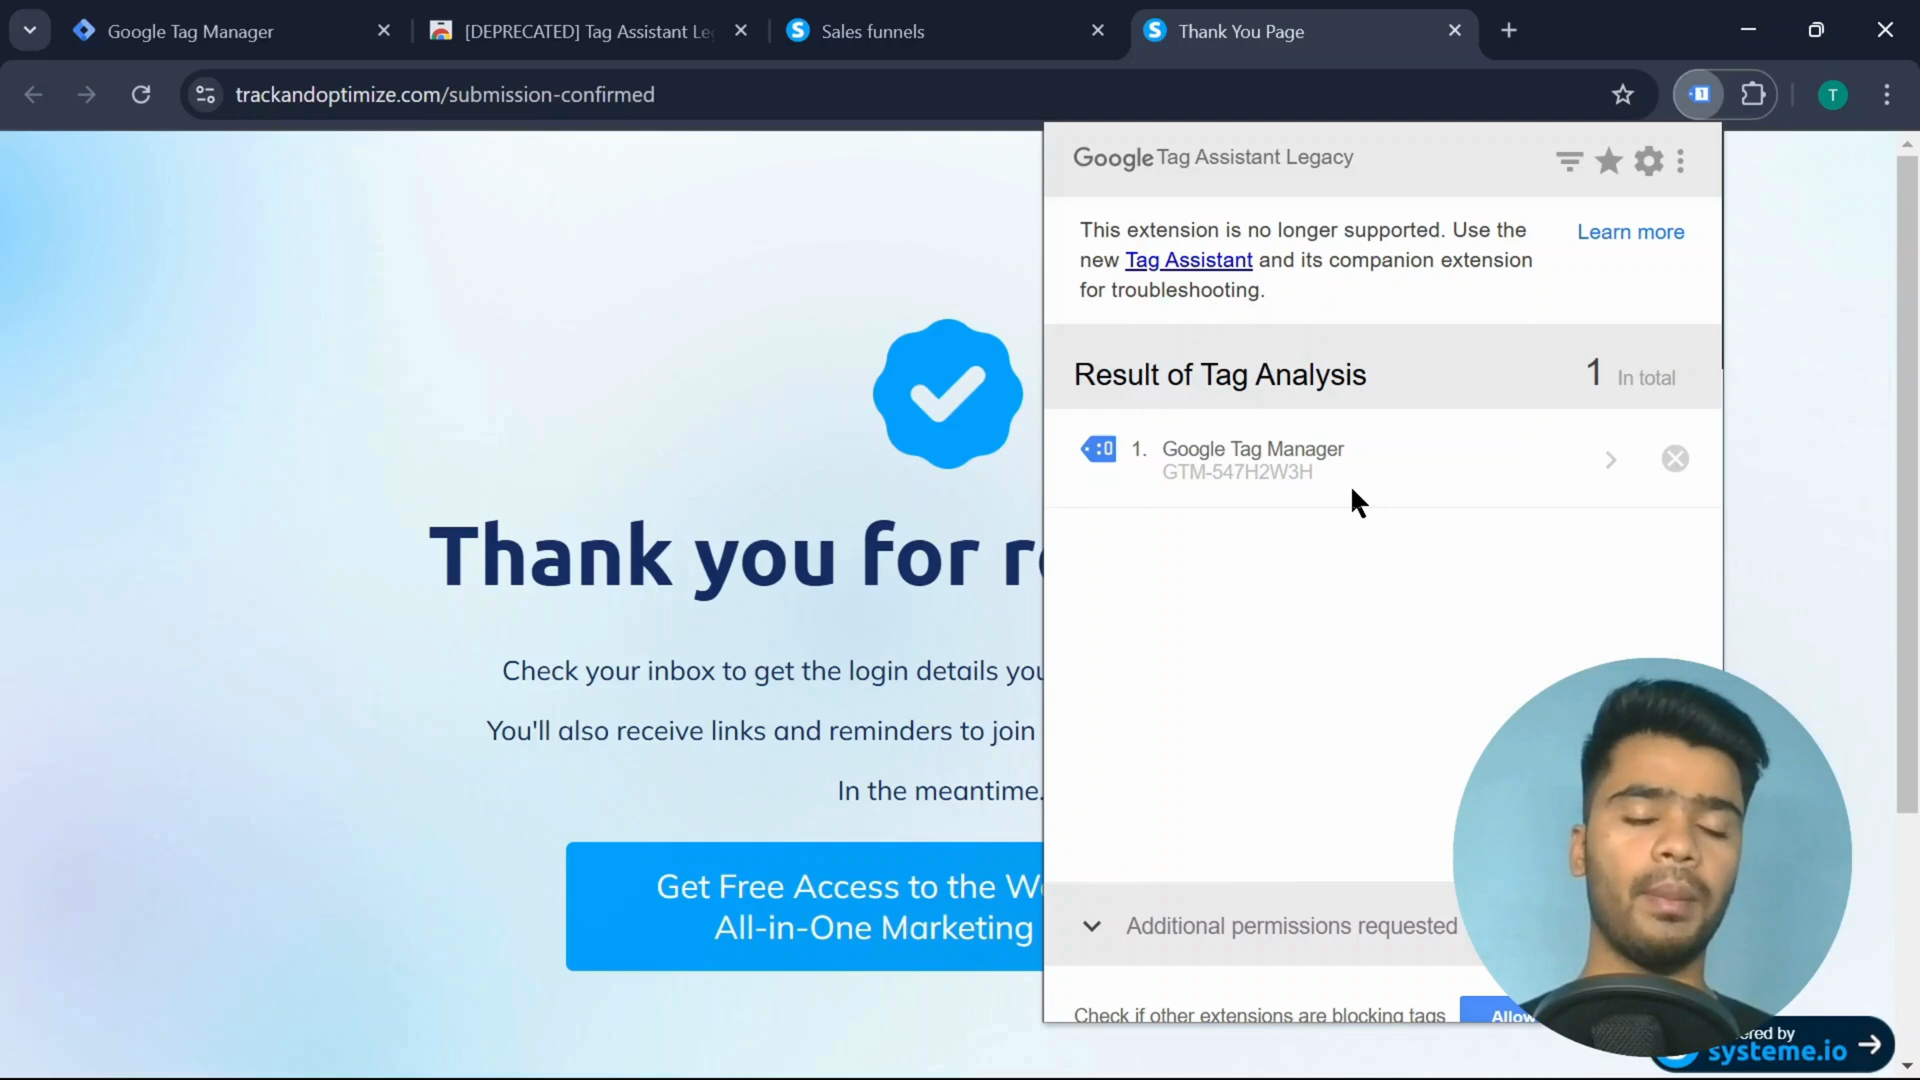 Google Tag Manager
[DEPRECATED] Tag Assistant Le
Sales funnels
Thank You Page
trackandoptimize.com/submission-confirmed
1
T
Google Tag Assistant Legacy
This extension is no longer supported. Use the
new Tag Assistant and its companion extension
for troubleshooting.
Learn more
Result of Tag Analysis
1 In total
1. Google Tag Manager
GTM-547H2W3H
Thank you for r
Check your inbox to get the login details you
You'll also receive links and reminders to join
In the meantime.
Get Free Access to the W
All-in-One Marketing
Additional permissions requested
Check if other extensions are blocking tags
Allow
ered by
systeme.io